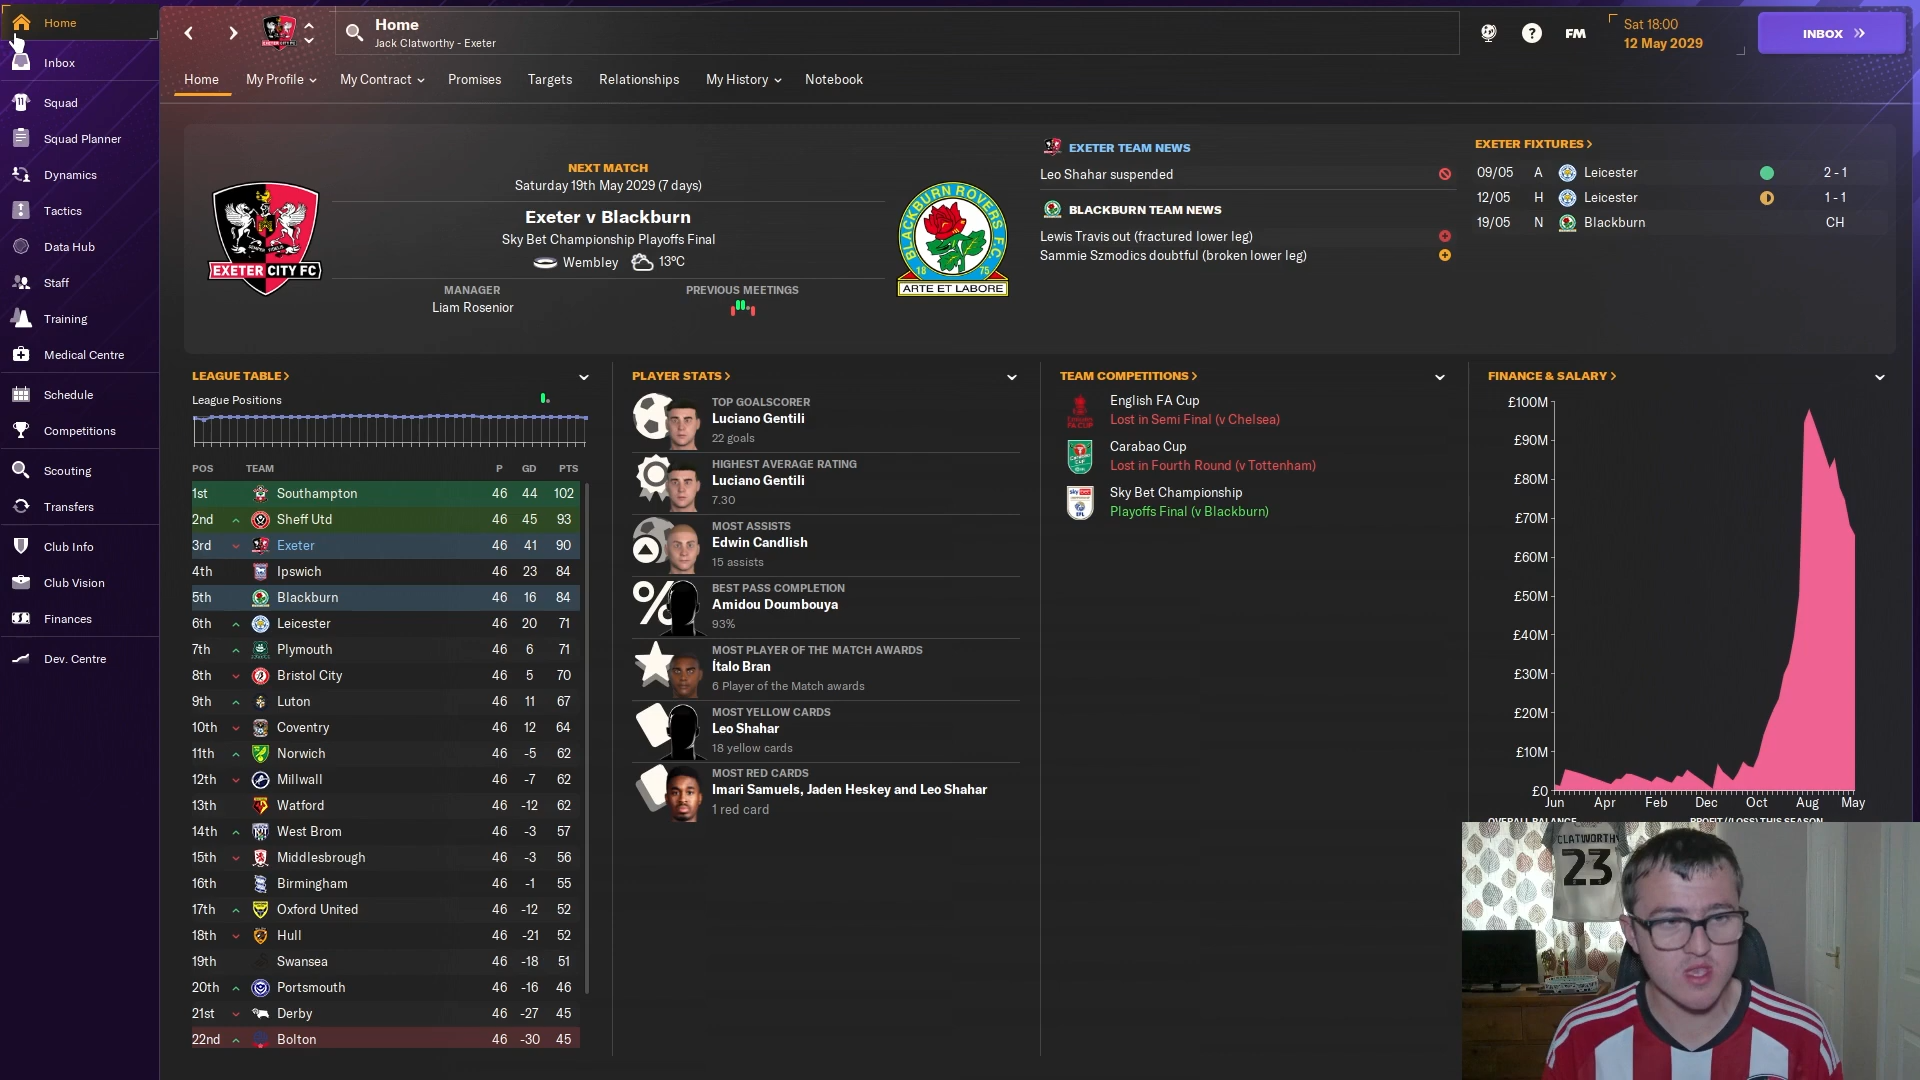 Home
Inbox
Squad
Squad Planner
Dynamics
Tactics
Data Hub
Staff
Training
Medical Centre
Schedule
Competitions
Scouting
Transfers
Club Info
Club Vision
Finances
Dev. Centre
Home
Jack Clatworthy - Exeter
FM
Sat 18:00
12 May 2029
INBOX
Home My Profile My Contract Promises Targets Relationships My History Notebook
EXETER CITY FC
NEXT MATCH
Saturday 19th May 2029 (7 days)
Exeter v Blackburn
Sky Bet Championship Playoffs Final
Wembley 13ºC
MANAGER
Liam Rosenior
PREVIOUS MEETINGS
BLACKBURN ROVERS F.C.
18 75
ARTE ET LABORE
EXETER TEAM NEWS
Leo Shahar suspended
BLACKBURN TEAM NEWS
Lewis Travis out (fractured lower leg)
Sammie Szmodics doubtful (broken lower leg)
EXETER FIXTURES >
09/05 A Leicester 2 - 1
12/05 H Leicester 1 - 1
19/05 N Blackburn CH
LEAGUE TABLE >
League Positions
POS TEAM P GD PTS
1st Southampton 46 44 102
2nd Sheff Utd 46 45 93
3rd Exeter 46 41 90
4th Ipswich 46 23 84
5th Blackburn 46 16 84
6th Leicester 46 20 71
7th Plymouth 46 6 71
8th Bristol City 46 5 70
9th Luton 46 11 67
10th Coventry 46 12 64
11th Norwich 46 -5 62
12th Millwall 46 -7 62
13th Watford 46 -12 62
14th West Brom 46 -3 57
15th Middlesbrough 46 -3 56
16th Birmingham 46 -1 55
17th Oxford United 46 -12 52
18th Hull 46 -21 52
19th Swansea 46 -18 51
20th Portsmouth 46 -16 46
21st Derby 46 -27 45
22nd Bolton 46 -30 45
PLAYER STATS >
TOP GOALSCORER
Luciano Gentili
22 goals
HIGHEST AVERAGE RATING
Luciano Gentili
7.30
MOST ASSISTS
Edwin Candlish
15 assists
BEST PASS COMPLETION
Amidou Doumbouya
93%
MOST PLAYER OF THE MATCH AWARDS
Ítalo Bran
6 Player of the Match awards
MOST YELLOW CARDS
Leo Shahar
18 yellow cards
MOST RED CARDS
Imari Samuels, Jaden Heskey and Leo Shahar
1 red card
TEAM COMPETITIONS >
English FA Cup
Lost in Semi Final (v Chelsea)
Carabao Cup
Lost in Fourth Round (v Tottenham)
Sky Bet Championship
Playoffs Final (v Blackburn)
FINANCE & SALARY >
£100M
£90M
£80M
£70M
£60M
£50M
£40M
£30M
£20M
£10M
£0
Jun Apr Feb Dec Oct Aug May
OVERALL BALANCE PROFIT/(LOSS) THIS SEASON
CLATWORTHY
23